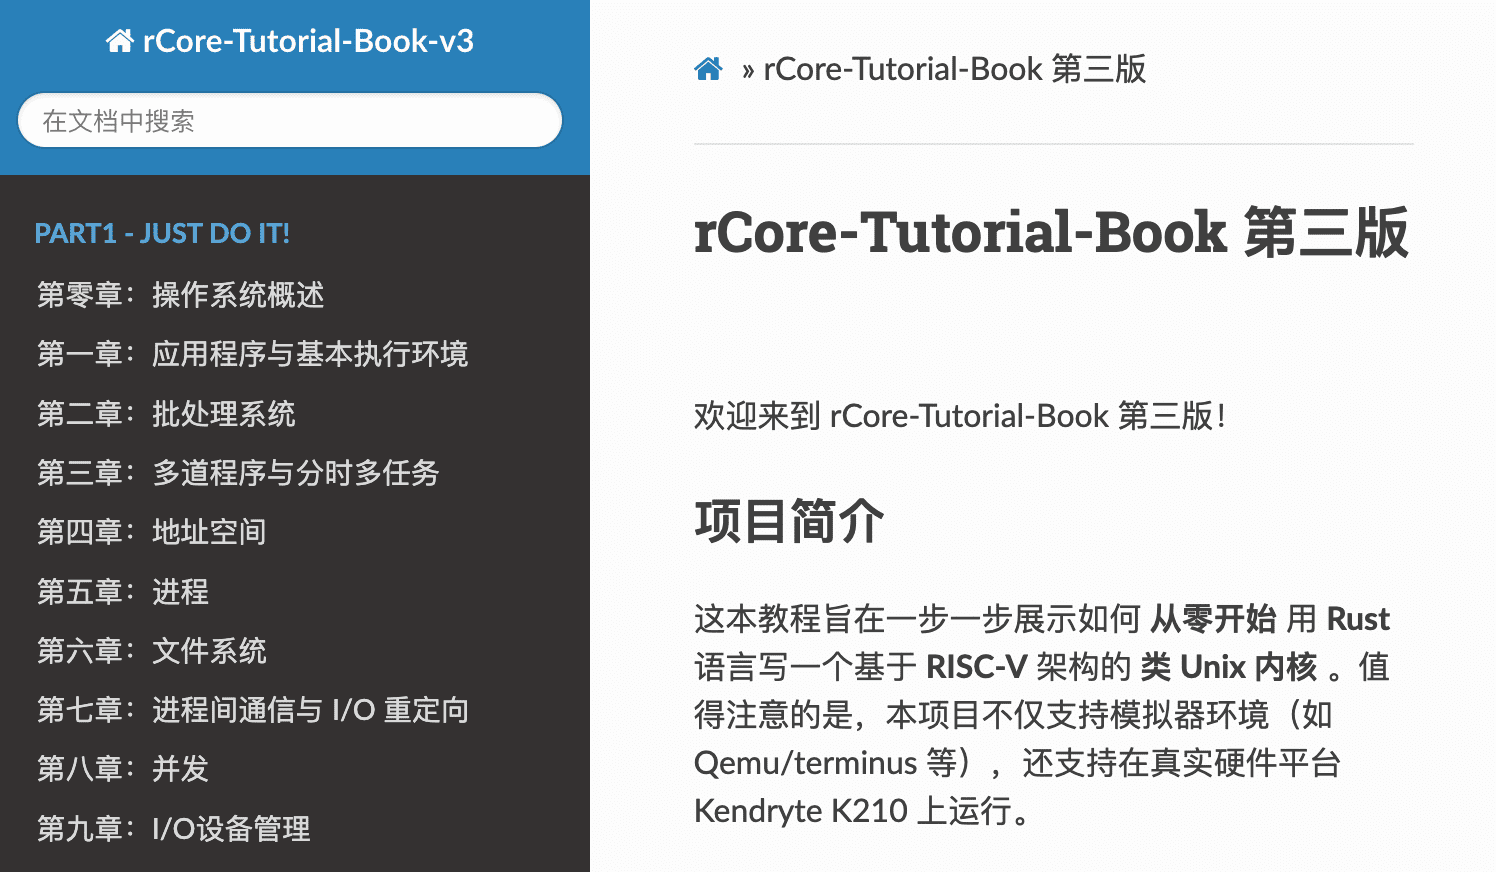 rCore-Tutorial-Book-v3
在文档中搜索
PART1 - JUST DO IT!
第零章：操作系统概述
第一章：应用程序与基本执行环境
第二章：批处理系统
第三章：多道程序与分时多任务
第四章：地址空间
第五章：进程
第六章：文件系统
第七章：进程间通信与 I/O 重定向
第八章：并发
第九章：I/O设备管理
» rCore-Tutorial-Book 第三版
rCore-Tutorial-Book 第三版
欢迎来到 rCore-Tutorial-Book 第三版！
项目简介
这本教程旨在一步一步展示如何 从零开始 用 Rust
语言写一个基于 RISC-V 架构的 类 Unix 内核 。值
得注意的是，本项目不仅支持模拟器环境（如
Qemu/terminus 等），还支持在真实硬件平台
Kendryte K210 上运行。